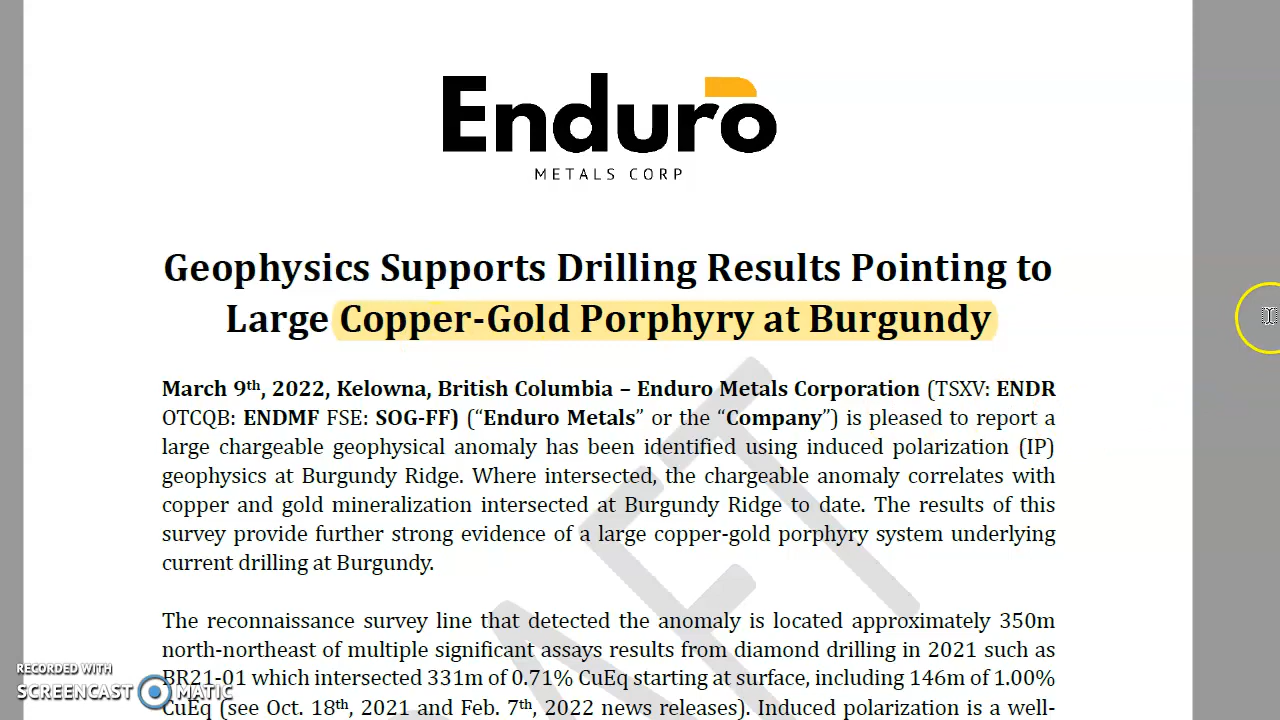 Enduro
METALS CORP
Geophysics Supports Drilling Results Pointing to
Large Copper-Gold Porphyry at Burgundy
March 9th, 2022, Kelowna, British Columbia – Enduro Metals Corporation (TSXV: ENDR
OTCQB: ENDMF FSE: SOG-FF) (“Enduro Metals” or the “Company”) is pleased to report a
large chargeable geophysical anomaly has been identified using induced polarization (IP)
geophysics at Burgundy Ridge. Where intersected, the chargeable anomaly correlates with
copper and gold mineralization intersected at Burgundy Ridge to date. The results of this
survey provide further strong evidence of a large copper-gold porphyry system underlying
current drilling at Burgundy.
The reconnaissance survey line that detected the anomaly is located approximately 350m
north-northeast of multiple significant assays results from diamond drilling in 2021 such as
BR21-01 which intersected 331m of 0.71% CuEq starting at surface, including 146m of 1.00%
CuEq (see Oct. 18th, 2021 and Feb. 7th, 2022 news releases). Induced polarization is a well-
RECORDED WITH
SCREENCAST MATIC